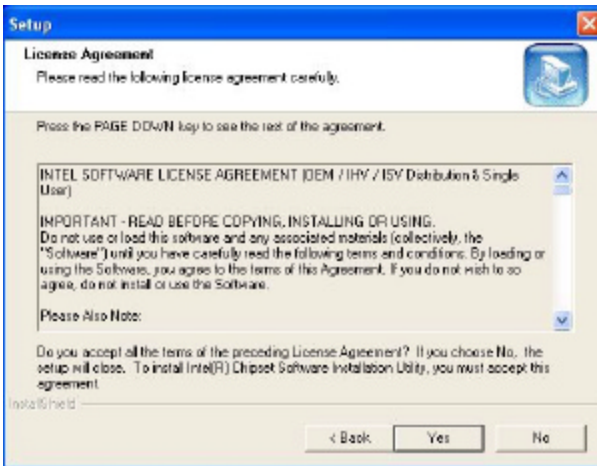 Setup
License Agreement
Please read the following license agreement carefully.
Press the PAGE DOWN key to see the rest of the agreement.
INTEL SOFTWARE LICENSE AGREEMENT (OEM / IHV / ISV Distribution & Single
User)
IMPORTANT - READ BEFORE COPYING, INSTALLING OR USING.
Do not use or load this software and any associated materials (collectively, the
"Software") until you have carefully read the following terms and conditions. By loading or
using the Software, you agree to the terms of this Agreement. If you do not wish to so
agree, do not install or use the Software.
Please Also Note:
Do you accept all the terms of the preceding License Agreement? If you choose No, the
setup will close. To install Intel(R) Chipset Software Installation Utility, you must accept this
agreement.
InstallShield
< Back
Yes
No